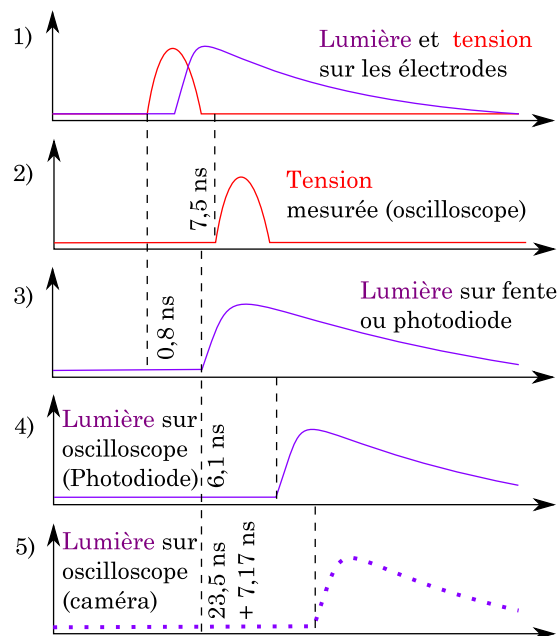 1)
Lumière et tension
sur les électrodes
2)
7,5 ns
Tension
mesurée (oscilloscope)
3)
0,8 ns
Lumière sur fente
ou photodiode
4)
Lumière sur
oscilloscope
(Photodiode)
6,1 ns
5)
Lumière sur
oscilloscope
(caméra)
23,5 ns
+ 7,17 ns